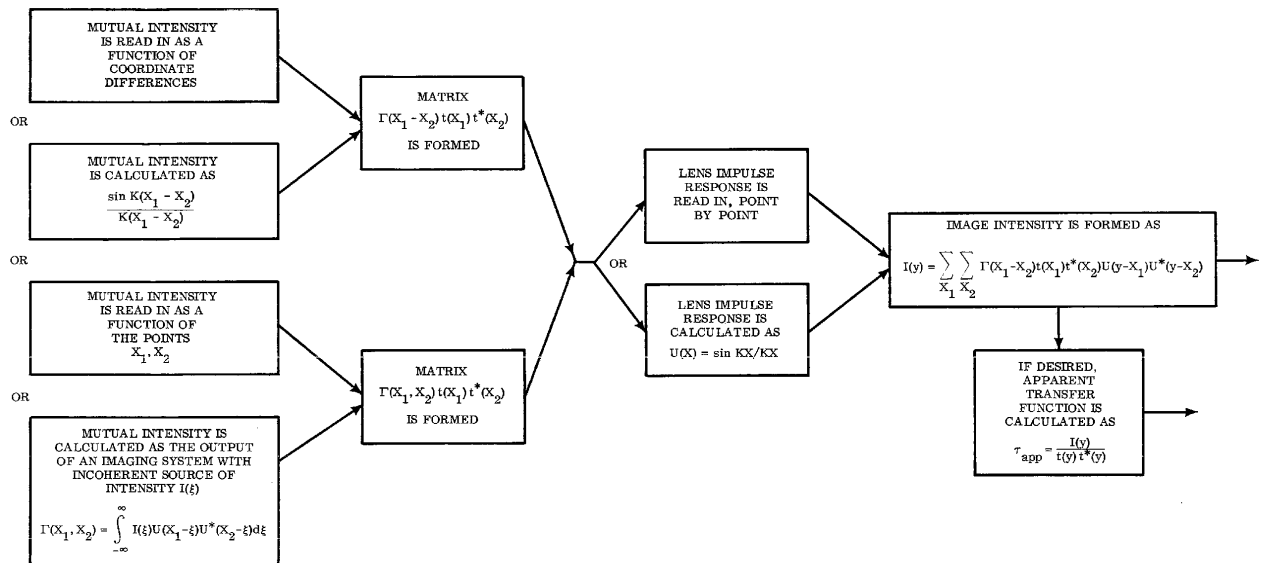 MUTUAL INTENSITY
IS READ IN AS A
FUNCTION OF
COORDINATE
DIFFERENCES
OR
MUTUAL INTENSITY
IS CALCULATED AS
sin K(X₁ - X₂)
K(X₁ - X₂)
OR
MUTUAL INTENSITY
IS READ IN AS A
FUNCTION OF
THE POINTS
X₁, X₂
OR
MUTUAL INTENSITY IS
CALCULATED AS THE OUTPUT
OF AN IMAGING SYSTEM WITH
INCOHERENT SOURCE OF
INTENSITY I(ξ)
Γ(X₁, X₂) = ∫_{-∞}^{∞} I(ξ)U(X₁-ξ)U*(X₂-ξ)dξ
MATRIX
Γ(X₁ - X₂) t(X₁) t*(X₂)
IS FORMED
MATRIX
Γ(X₁, X₂) t(X₁) t*(X₂)
IS FORMED
LENS IMPULSE
RESPONSE IS
READ IN, POINT
BY POINT
OR
LENS IMPULSE
RESPONSE IS
CALCULATED AS
U(X) = sin KX/KX
IMAGE INTENSITY IS FORMED AS
I(y) = ∑_{X₁} ∑_{X₂} Γ(X₁-X₂)t(X₁)t*(X₂)U(y-X₁)U*(y-X₂)
IF DESIRED,
APPARENT
TRANSFER
FUNCTION IS
CALCULATED AS
τ_app = I(y) / t(y) t*(y)